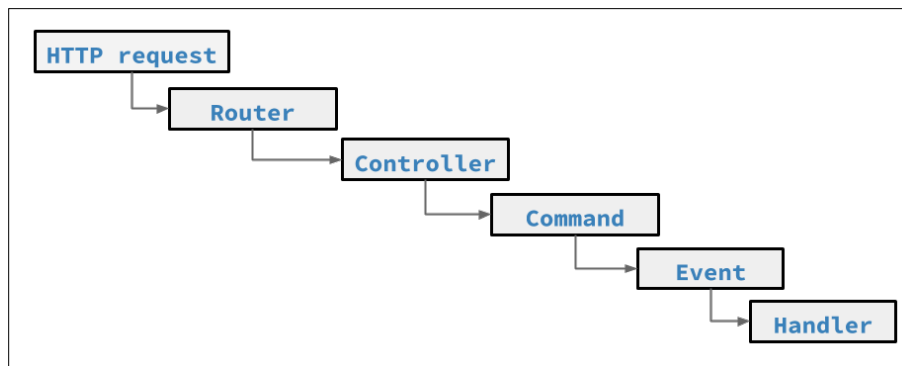 HTTP request
Router
Controller
Command
Event
Handler